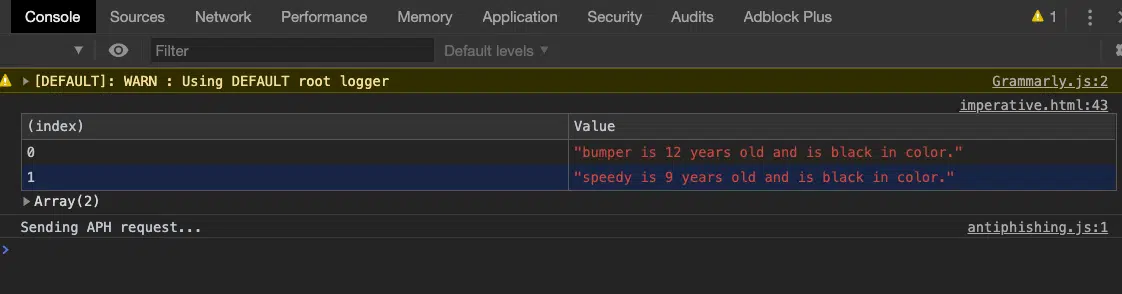 Console Sources Network Performance Memory Application Security Audits Adblock Plus 1
Filter Default levels
[DEFAULT]: WARN : Using DEFAULT root logger Grammarly.js:2
imperative.html:43
(index) Value
0 "bumper is 12 years old and is black in color."
1 "speedy is 9 years old and is black in color."
Array(2)
Sending APH request... antiphishing.js:1